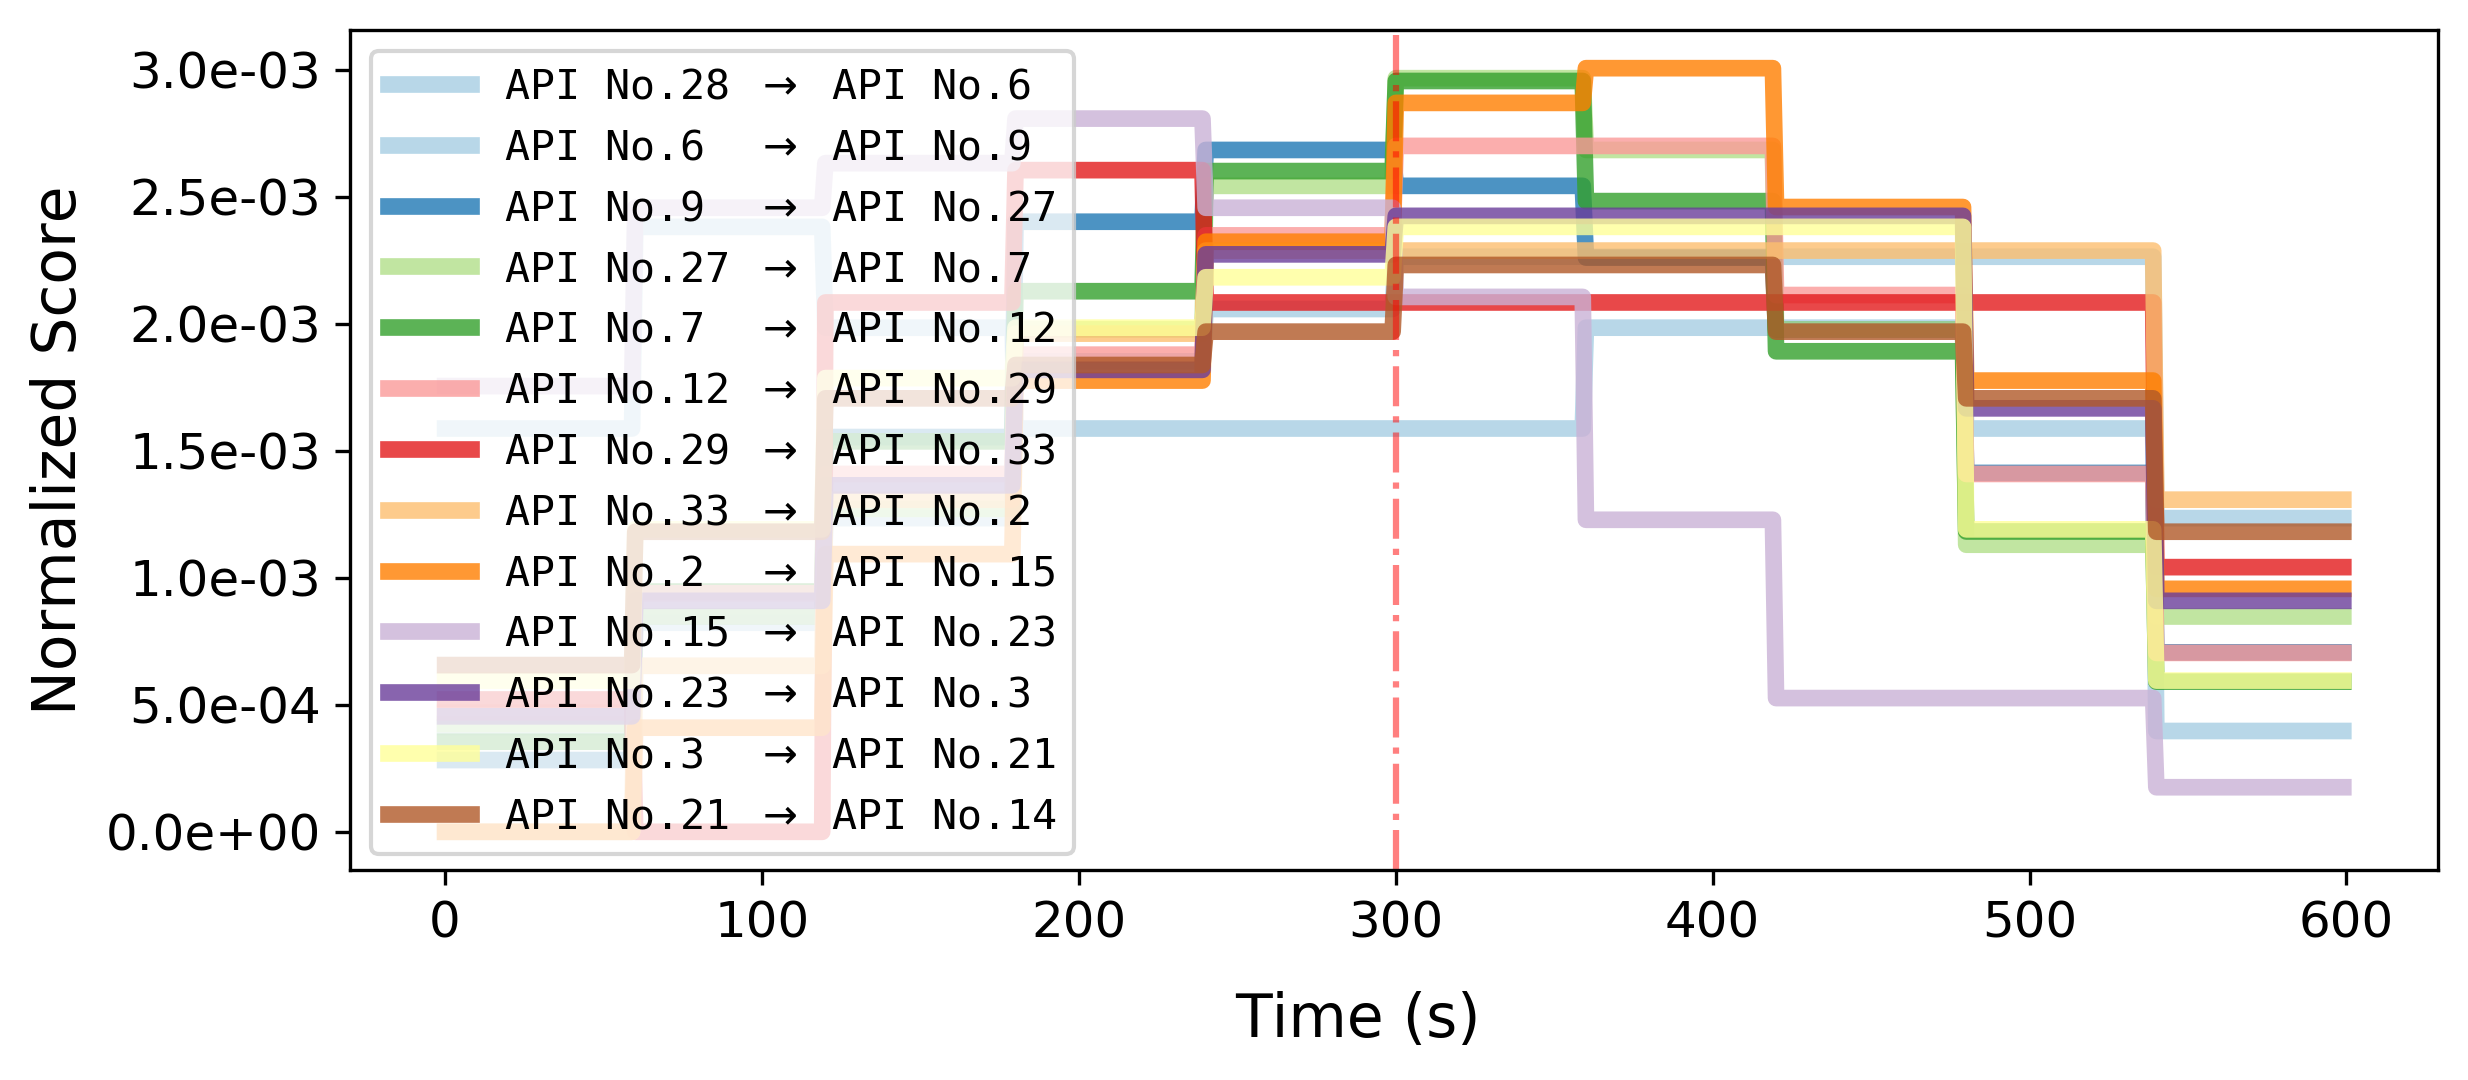 Normalized Score
3.0e-03
2.5e-03
2.0e-03
1.5e-03
1.0e-03
5.0e-04
0.0e+00
API No.28 → API No.6
API No.6 → API No.9
API No.9 → API No.27
API No.27 → API No.7
API No.7 → API No.12
API No.12 → API No.29
API No.29 → API No.33
API No.33 → API No.2
API No.2 → API No.15
API No.15 → API No.23
API No.23 → API No.3
API No.3 → API No.21
API No.21 → API No.14
0 100 200 300 400 500 600
Time (s)